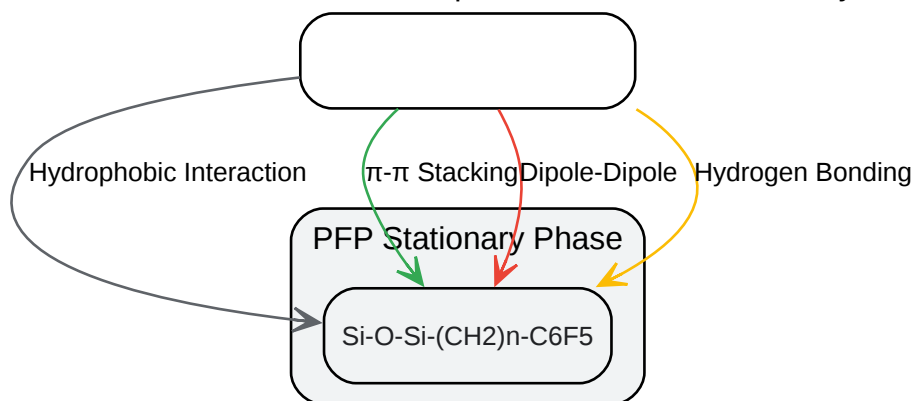 Hydrophobic Interaction
π-π Stacking
Dipole-Dipole
Hydrogen Bonding
PFP Stationary Phase
Si-O-Si-(CH2)n-C6F5